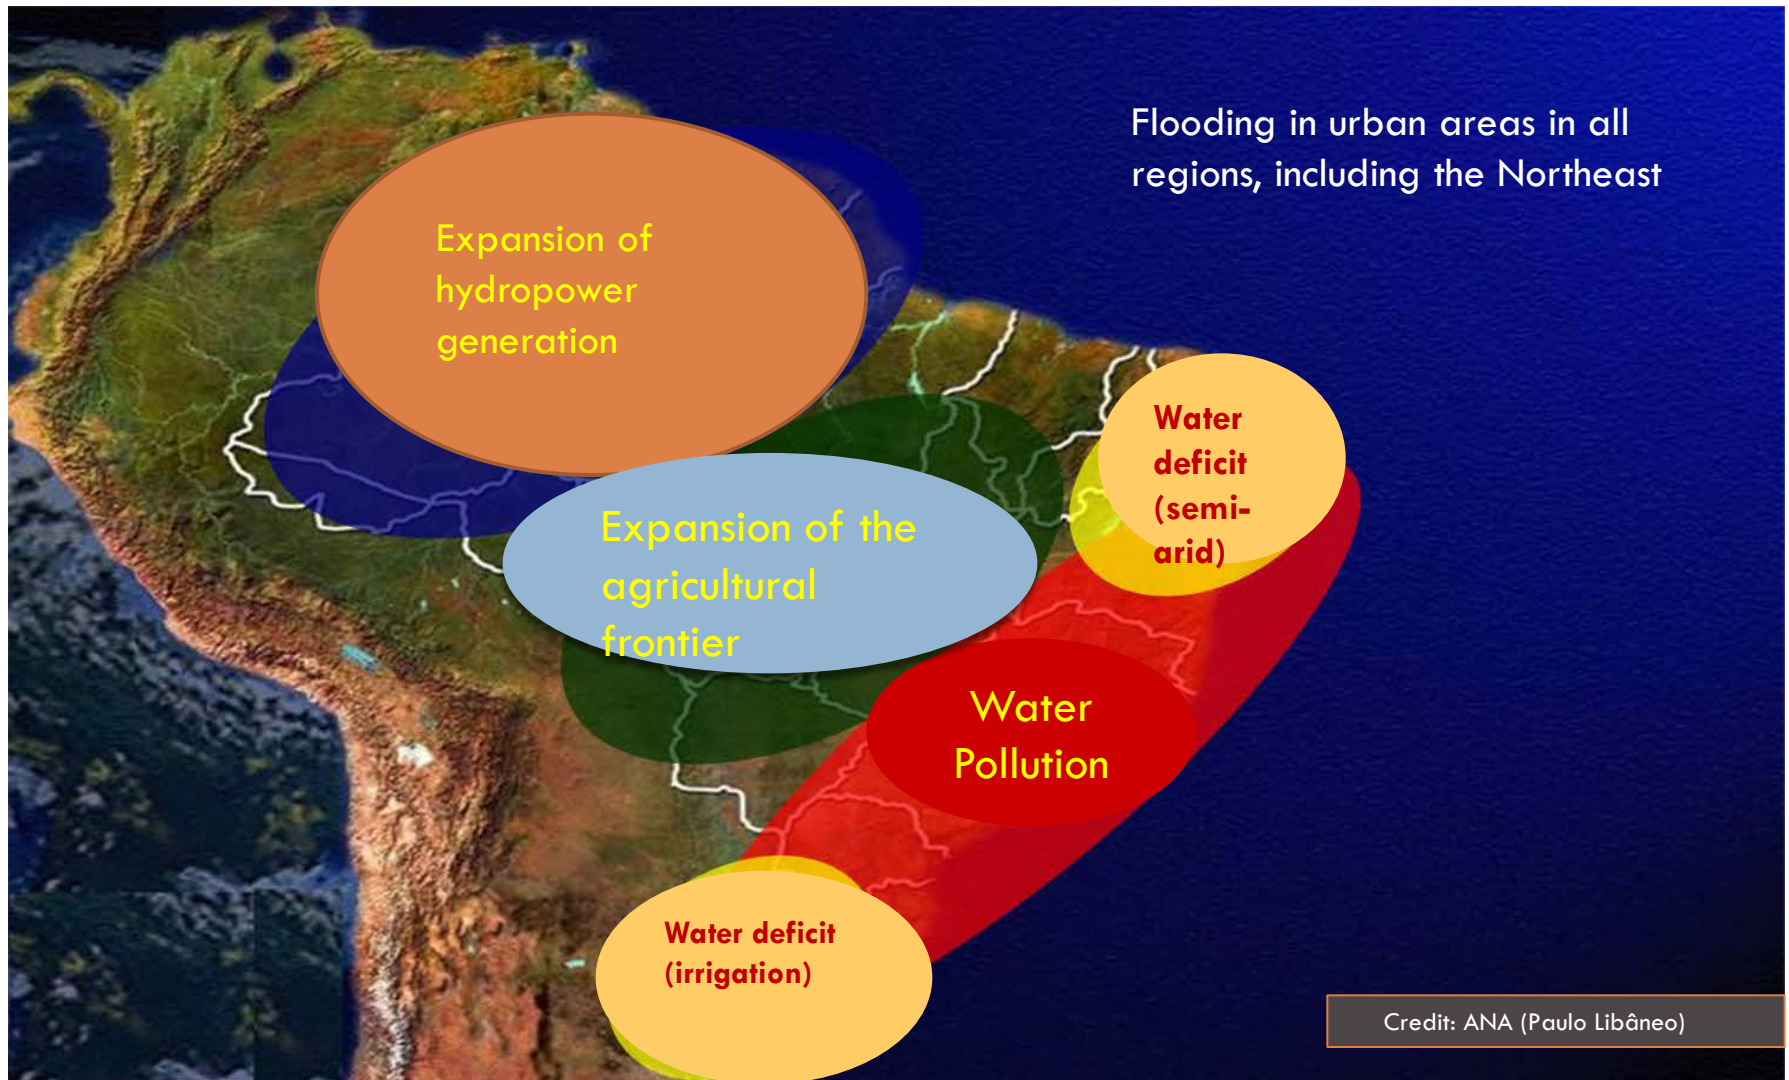 Flooding in urban areas in all
regions, including the Northeast
Expansion of
hydropower
generation
Water
deficit
(semi-
arid)
Expansion of the
agricultural
frontier
Water
Pollution
Water deficit
(irrigation)
Credit: ANA (Paulo Libâneo)